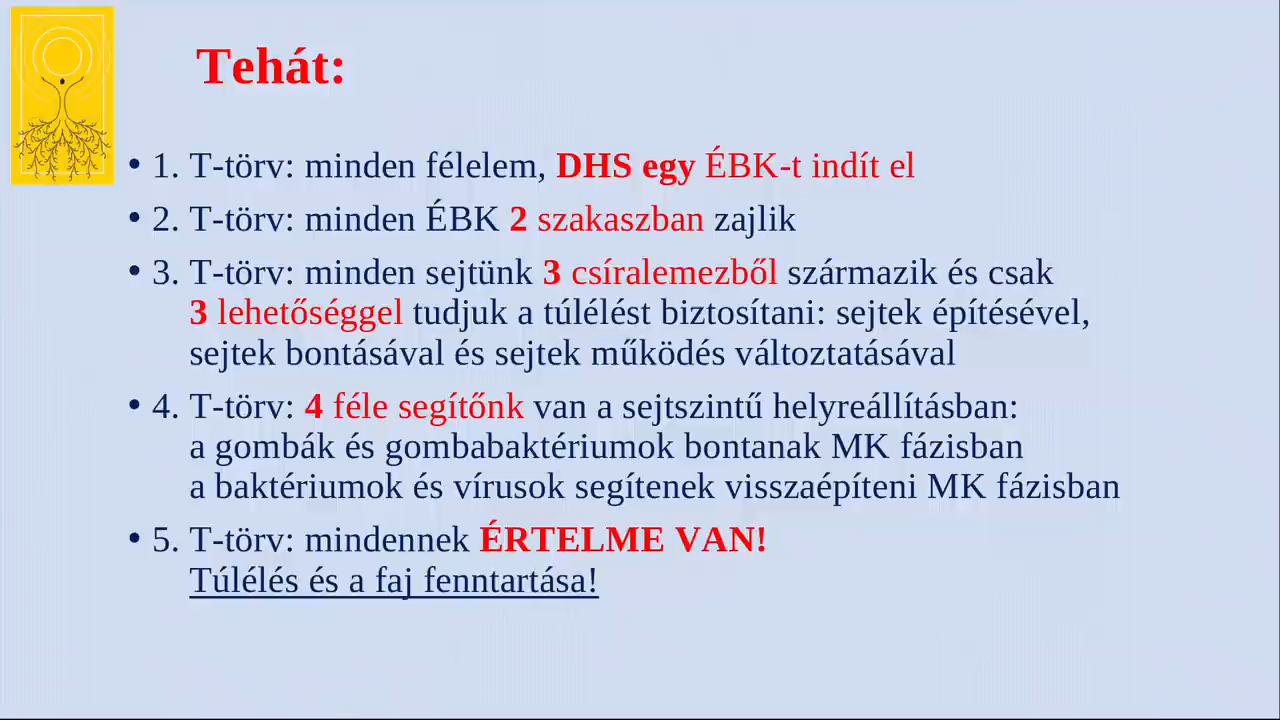 Tehát:
• 1. T-törv: minden félelem, DHS egy ÉBK-t indít el
• 2. T-törv: minden ÉBK 2 szakaszban zajlik
• 3. T-törv: minden sejtünk 3 csíralemezből származik és csak
3 lehetőséggel tudjuk a túlélést biztosítani: sejtek építésével,
sejtek bontásával és sejtek működés változtatásával
• 4. T-törv: 4 féle segítőnk van a sejtszintű helyreállításban:
a gombák és gombabaktériumok bontanak MK fázisban
a baktériumok és vírusok segítenek visszaépíteni MK fázisban
• 5. T-törv: mindennek ÉRTELME VAN!
Túlélés és a faj fenntartása!